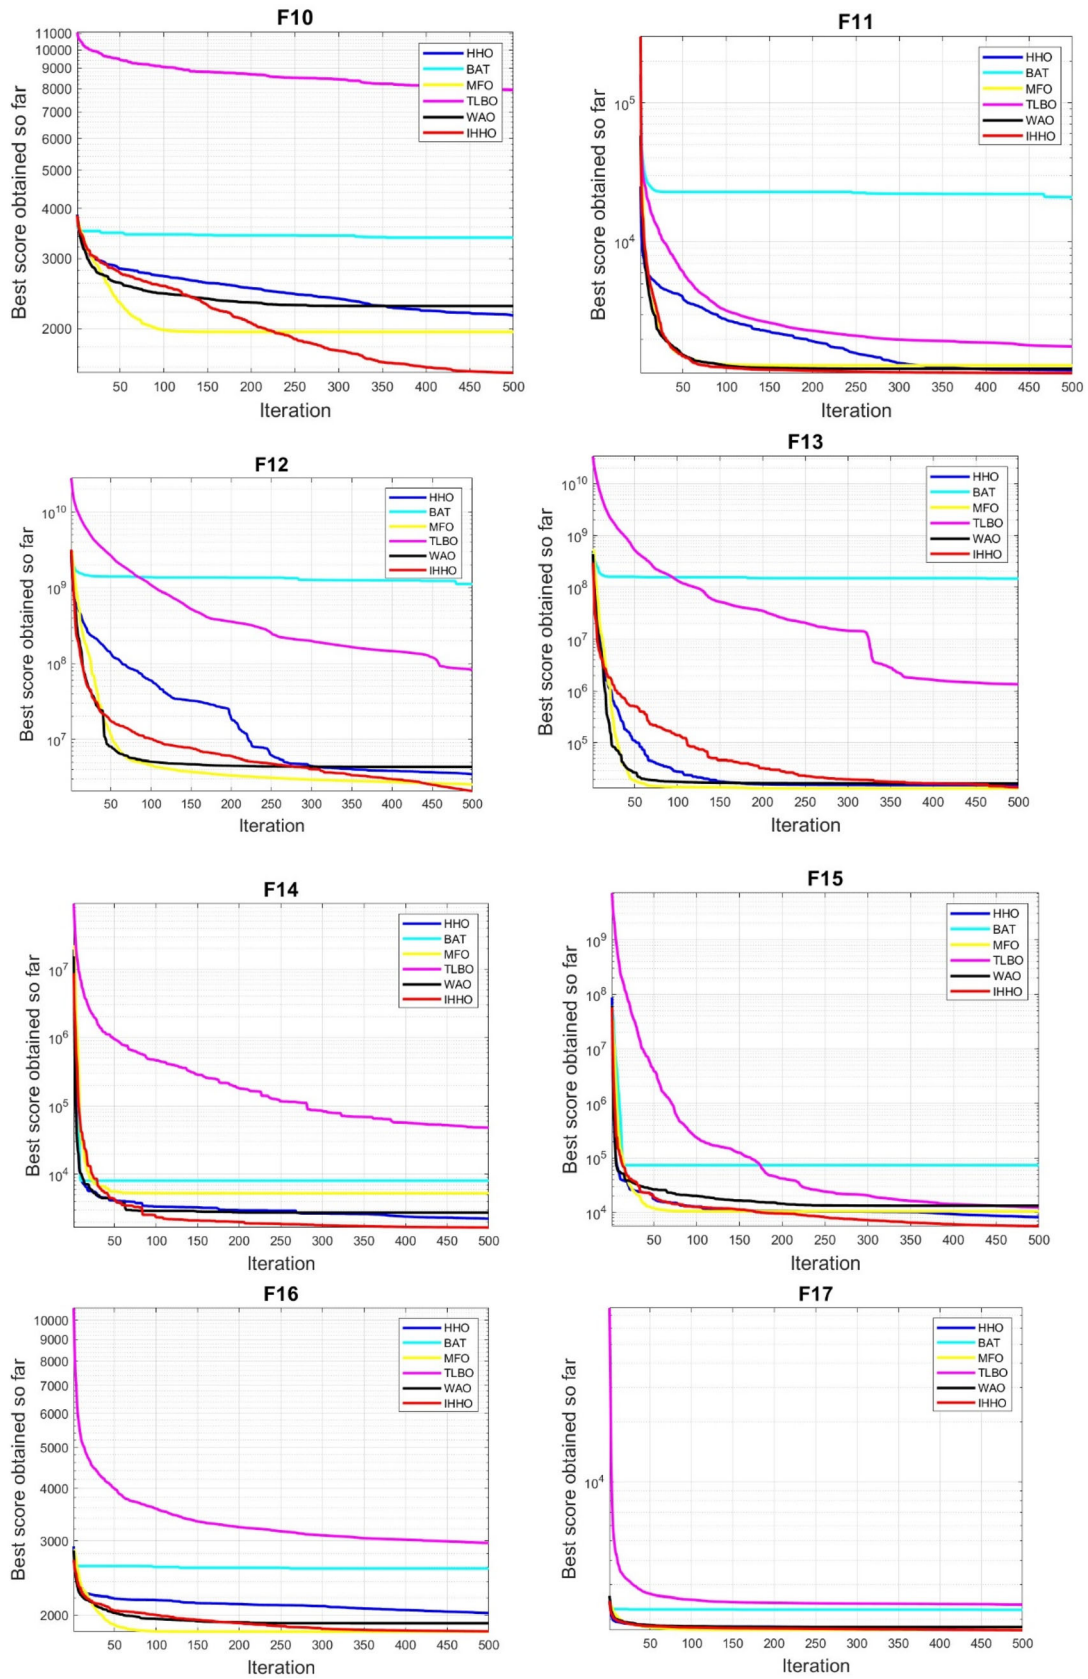 F10
Best score obtained so far
11000
10000
9000
8000
7000
6000
5000
4000
3000
2000
HHO
BAT
MFO
TLBO
WAO
IHHO
50 100 150 200 250 300 350 400 450 500
Iteration
F11
Best score obtained so far
10^5
10^4
HHO
BAT
MFO
TLBO
WAO
IHHO
50 100 150 200 250 300 350 400 450 500
Iteration
F12
Best score obtained so far
10^10
10^9
10^8
10^7
HHO
BAT
MFO
TLBO
WAO
IHHO
50 100 150 200 250 300 350 400 450 500
Iteration
F13
Best score obtained so far
10^10
10^9
10^8
10^7
10^6
10^5
HHO
BAT
MFO
TLBO
WAO
IHHO
50 100 150 200 250 300 350 400 450 500
Iteration
F14
Best score obtained so far
10^7
10^6
10^5
10^4
HHO
BAT
MFO
TLBO
WAO
IHHO
50 100 150 200 250 300 350 400 450 500
Iteration
F15
Best score obtained so far
10^9
10^8
10^7
10^6
10^5
10^4
HHO
BAT
MFO
TLBO
WAO
IHHO
50 100 150 200 250 300 350 400 450 500
Iteration
F16
Best score obtained so far
10000
9000
8000
7000
6000
5000
4000
3000
2000
HHO
BAT
MFO
TLBO
WAO
IHHO
50 100 150 200 250 300 350 400 450 500
Iteration
F17
Best score obtained so far
10^4
HHO
BAT
MFO
TLBO
WAO
IHHO
50 100 150 200 250 300 350 400 450 500
Iteration